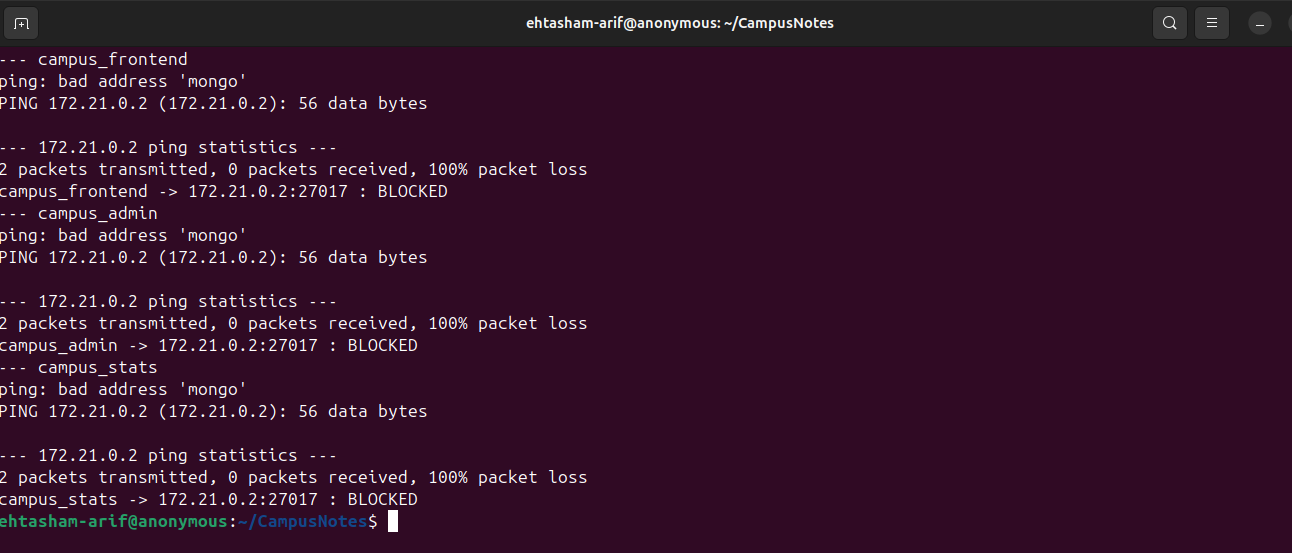 ehtasham-arif@anonymous: ~/CampusNotes
--- campus_frontend
ping: bad address 'mongo'
PING 172.21.0.2 (172.21.0.2): 56 data bytes
--- 172.21.0.2 ping statistics ---
2 packets transmitted, 0 packets received, 100% packet loss
campus_frontend -> 172.21.0.2:27017 : BLOCKED
--- campus_admin
ping: bad address 'mongo'
PING 172.21.0.2 (172.21.0.2): 56 data bytes
--- 172.21.0.2 ping statistics ---
2 packets transmitted, 0 packets received, 100% packet loss
campus_admin -> 172.21.0.2:27017 : BLOCKED
--- campus_stats
ping: bad address 'mongo'
PING 172.21.0.2 (172.21.0.2): 56 data bytes
--- 172.21.0.2 ping statistics ---
2 packets transmitted, 0 packets received, 100% packet loss
campus_stats -> 172.21.0.2:27017 : BLOCKED
ehtasham-arif@anonymous:~/CampusNotes$